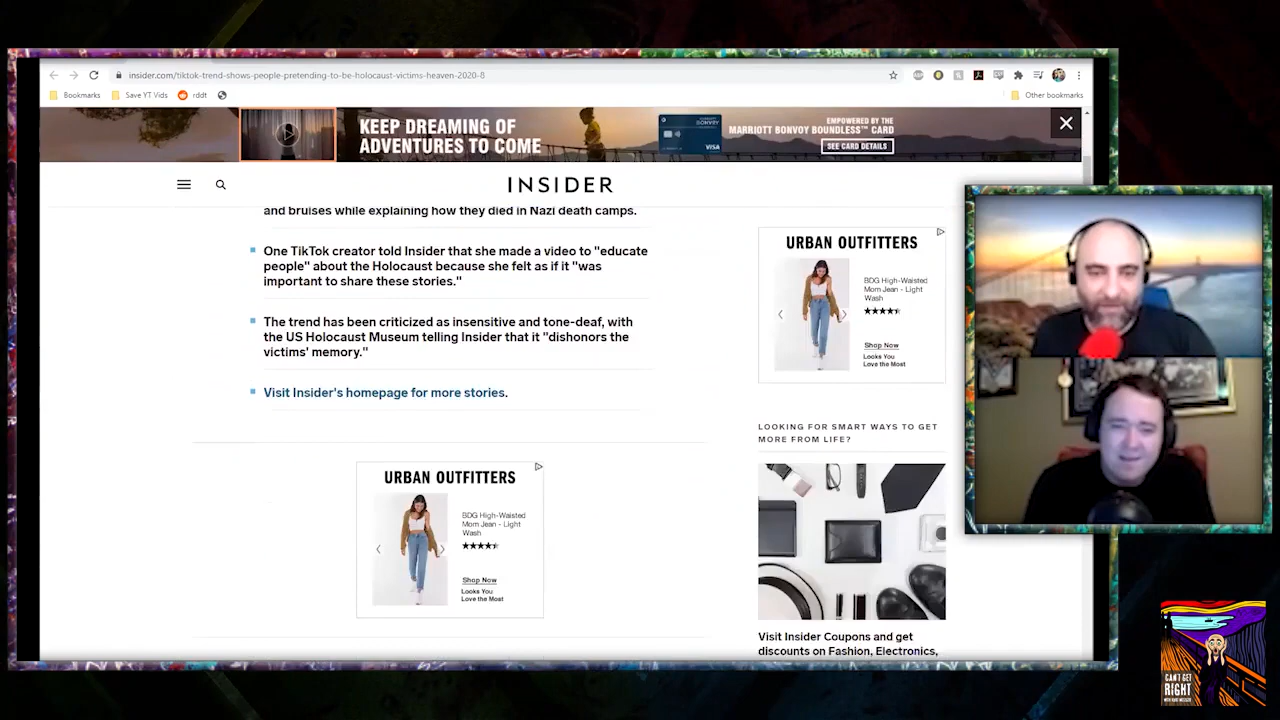 insider.com/tiktok-trend-shows-people-pretending-to-be-holocaust-victims-heaven-2020-8
Bookmarks
Save YT Vids
rddt
Other bookmarks
KEEP DREAMING OF
ADVENTURES TO COME
VISA
EMPOWERED BY THE
MARRIOTT BONVOY BOUNDLESS™ CARD
SEE CARD DETAILS
INSIDER
and bruises while explaining how they died in Nazi death camps.
One TikTok creator told Insider that she made a video to "educate
people" about the Holocaust because she felt as if it "was
important to share these stories."
The trend has been criticized as insensitive and tone-deaf, with
the US Holocaust Museum telling Insider that it "dishonors the
victims' memory."
Visit Insider's homepage for more stories.
URBAN OUTFITTERS
BDG High-Waisted
Mom Jean - Light
Wash
Shop Now
Looks You
Love the Most
URBAN OUTFITTERS
BDG High-Waisted
Mom Jean - Light
Wash
Shop Now
Looks You
Love the Most
LOOKING FOR SMART WAYS TO GET
MORE FROM LIFE?
Visit Insider Coupons and get
discounts on Fashion, Electronics,
CAN'T GET
RIGHT